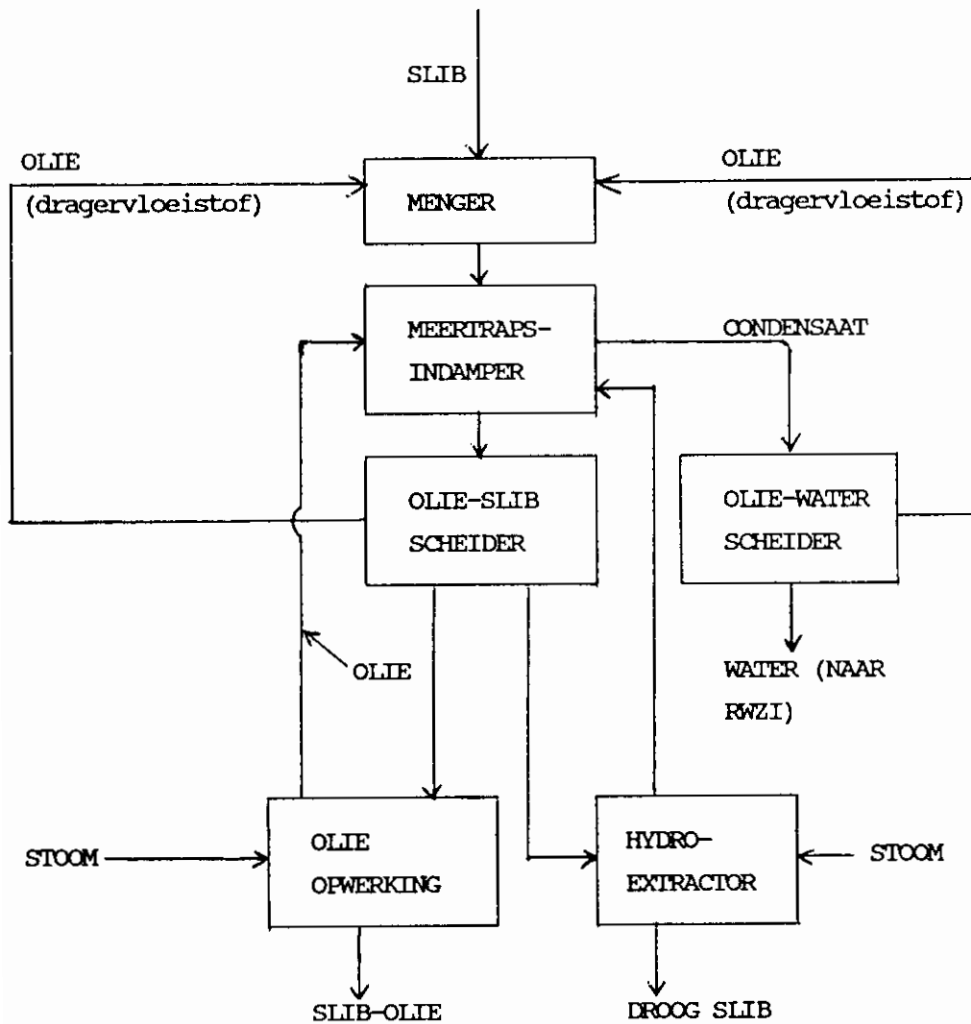 SLIB
OLIE
(dragervloeistof)
OLIE
(dragervloeistof)
MENGER
MEERTRAPS-
INDAMPER
CONDENSAAT
OLIE-SLIB
SCHEIDER
OLIE-WATER
SCHEIDER
OLIE
WATER (NAAR
RWZI)
STOOM
OLIE
OPWERKING
HYDRO-
EXTRACTOR
STOOM
SLIB-OLIE
DROOG SLIB